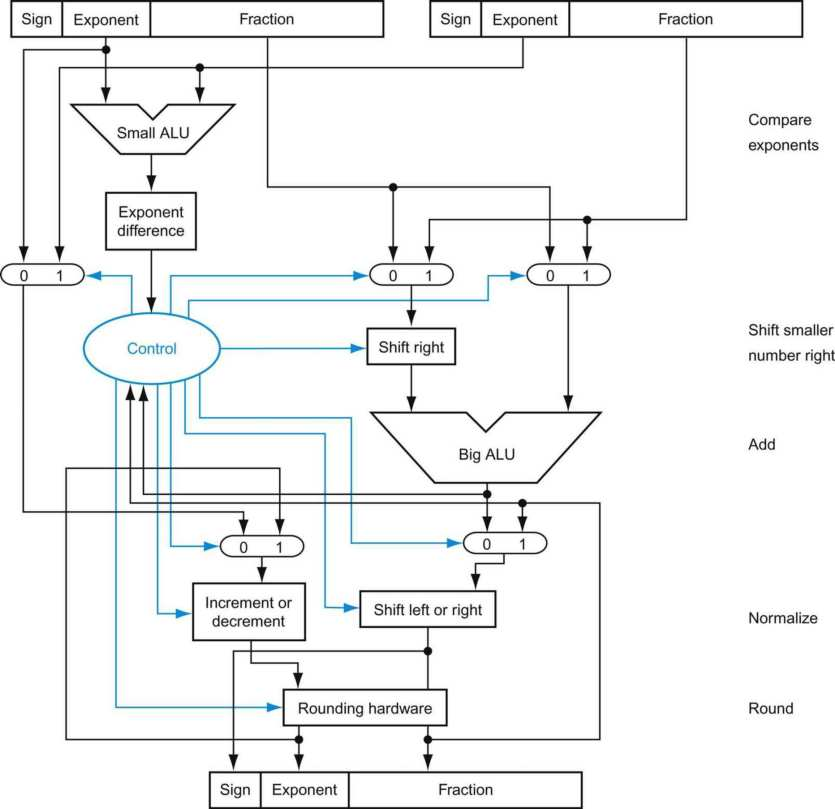 Sign Exponent Fraction
Sign Exponent Fraction
Small ALU
Compare
exponents
Exponent
difference
0 1
0 1
0 1
Control
Shift right
Shift smaller
number right
Big ALU
Add
0 1
0 1
Increment or
decrement
Shift left or right
Normalize
Rounding hardware
Round
Sign Exponent Fraction